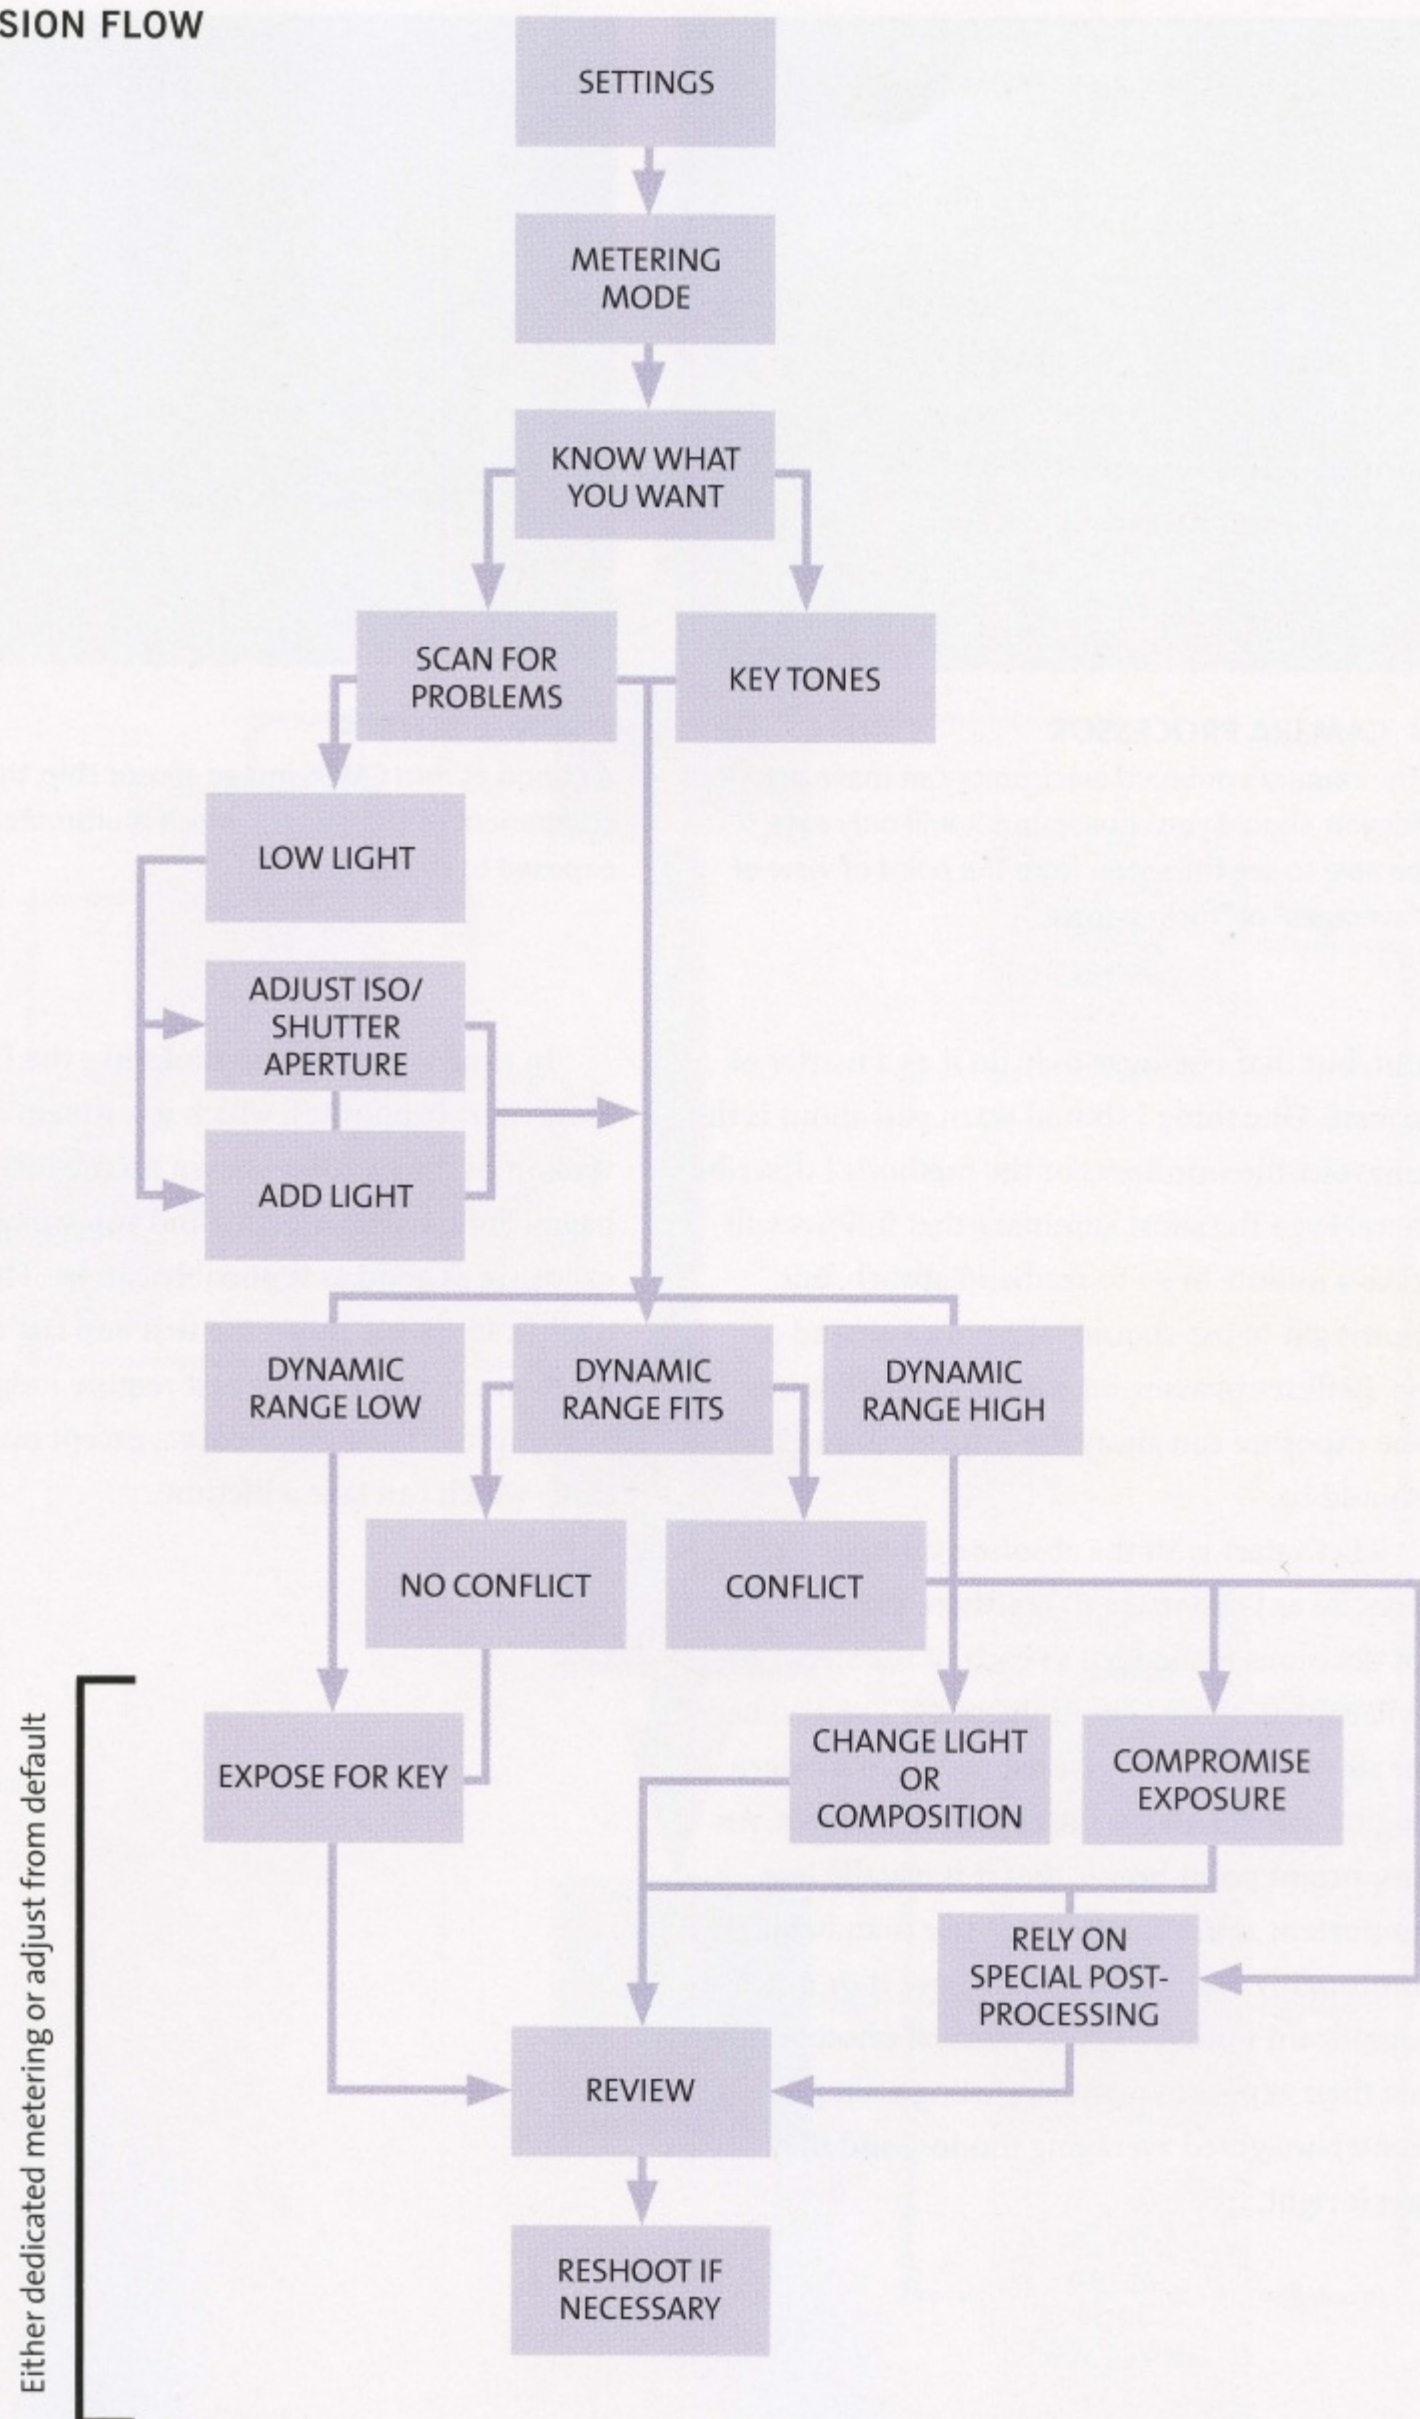 SION FLOW
SETTINGS
METERING
MODE
KNOW WHAT
YOU WANT
SCAN FOR
PROBLEMS
KEY TONES
LOW LIGHT
ADJUST ISO/
SHUTTER
APERTURE
ADD LIGHT
DYNAMIC
RANGE LOW
DYNAMIC
RANGE FITS
DYNAMIC
RANGE HIGH
NO CONFLICT
CONFLICT
EXPOSE FOR KEY
CHANGE LIGHT
OR
COMPOSITION
COMPROMISE
EXPOSURE
RELY ON
SPECIAL POST-
PROCESSING
REVIEW
RESHOOT IF
NECESSARY
Either dedicated metering or adjust from default